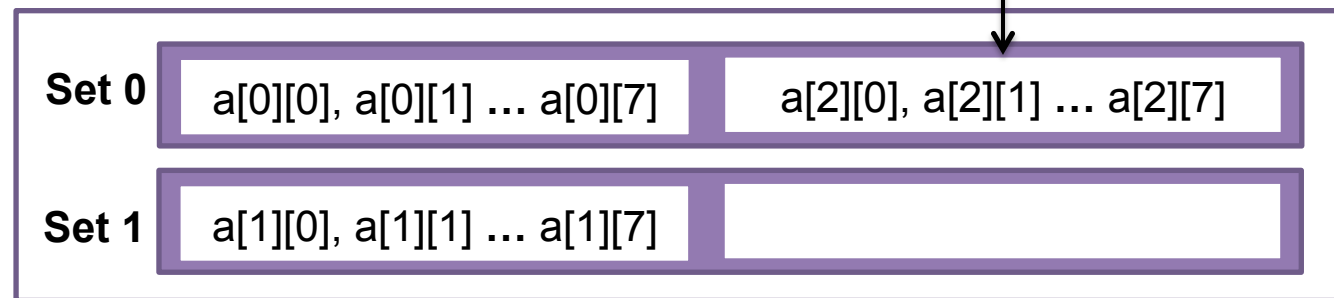 Set 0
a[0][0], a[0][1] ... a[0][7]
a[2][0], a[2][1] ... a[2][7]
Set 1
a[1][0], a[1][1] ... a[1][7]